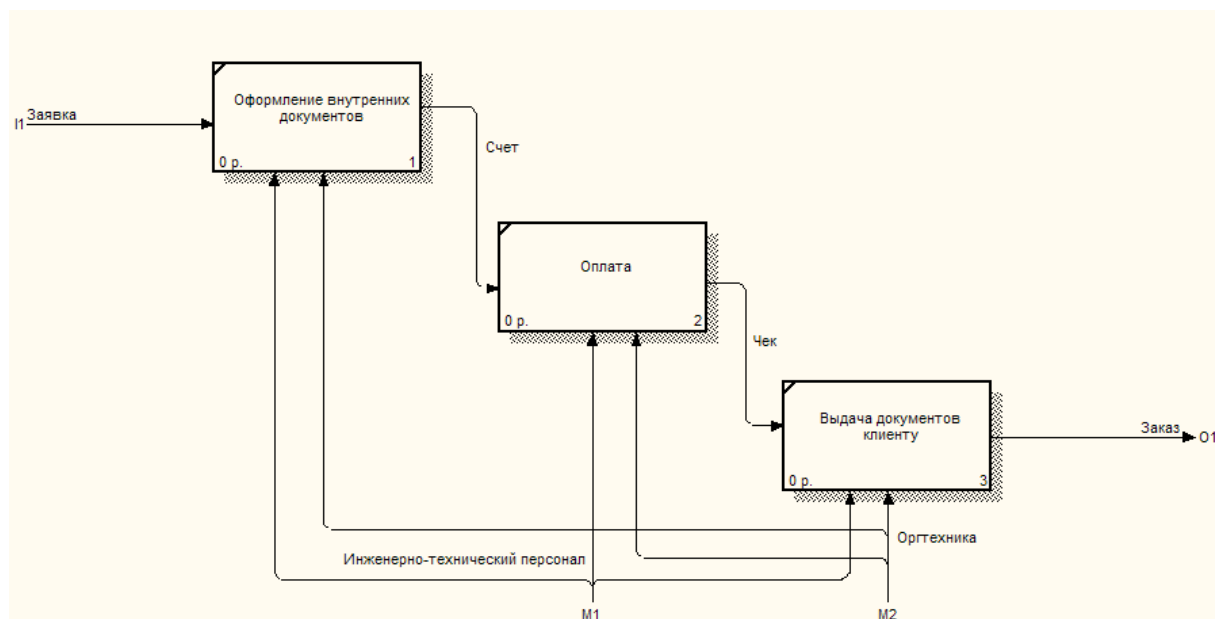 Заявка
I1
Оформление внутренних
документов
0 р.
1
Счет
Оплата
0 р.
2
Чек
Выдача документов
клиенту
0 р.
3
Заказ
O1
Оргтехника
Инженерно-технический персонал
M1
M2